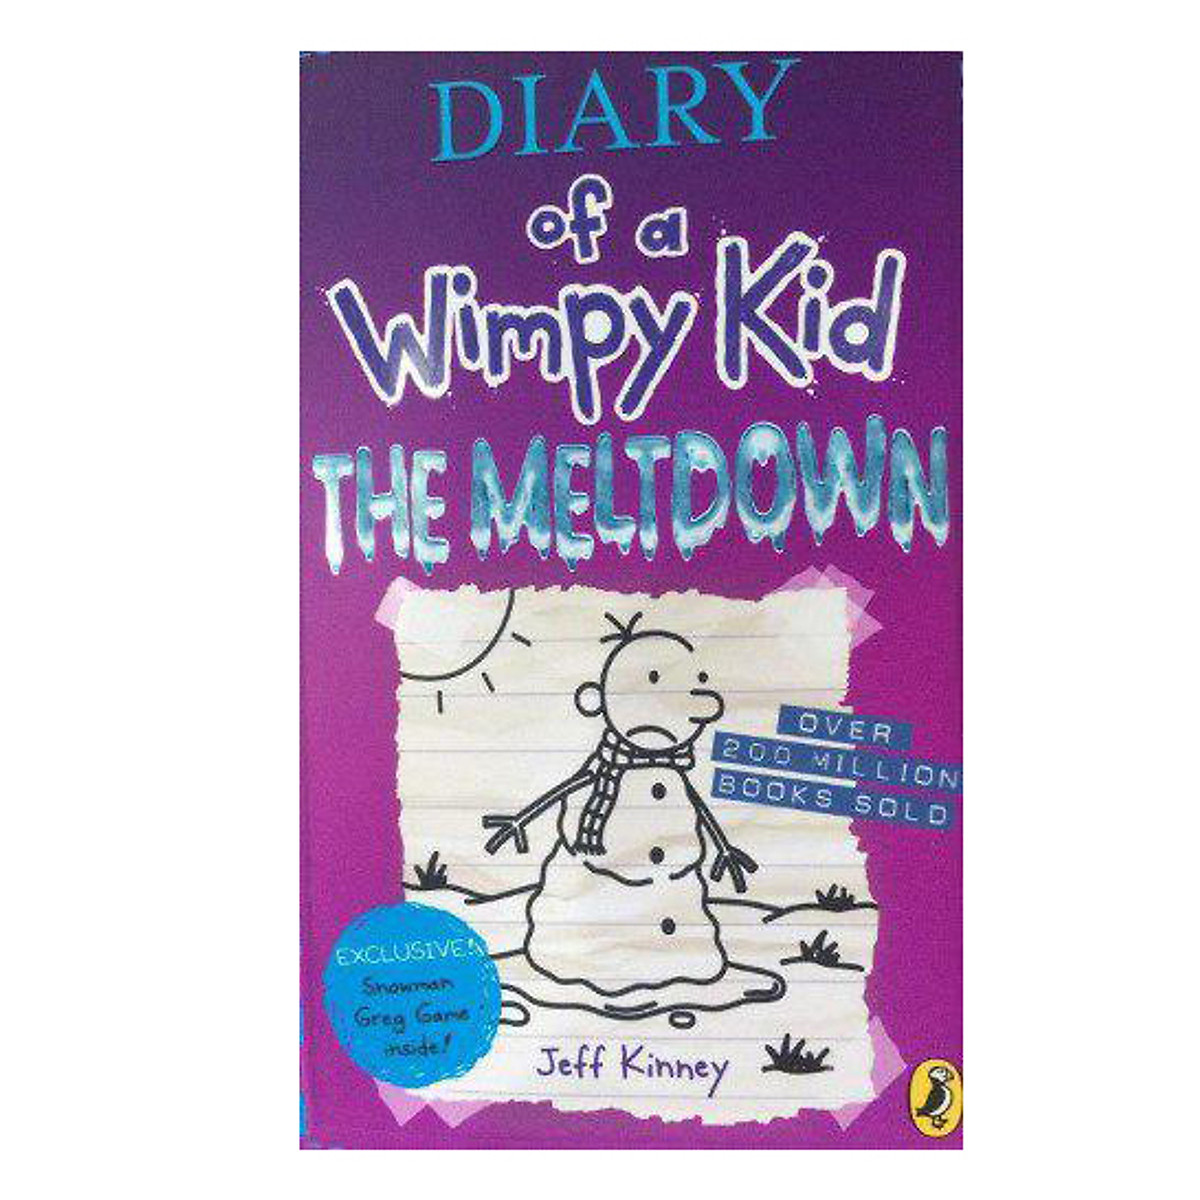 DIARY
of a
Wimpy Kid
THE MELTDOWN
OVER
200 MILLION
BOOKS SOLD
EXCLUSIVE!
Snowman
Greg Game
inside!
Jeff Kinney